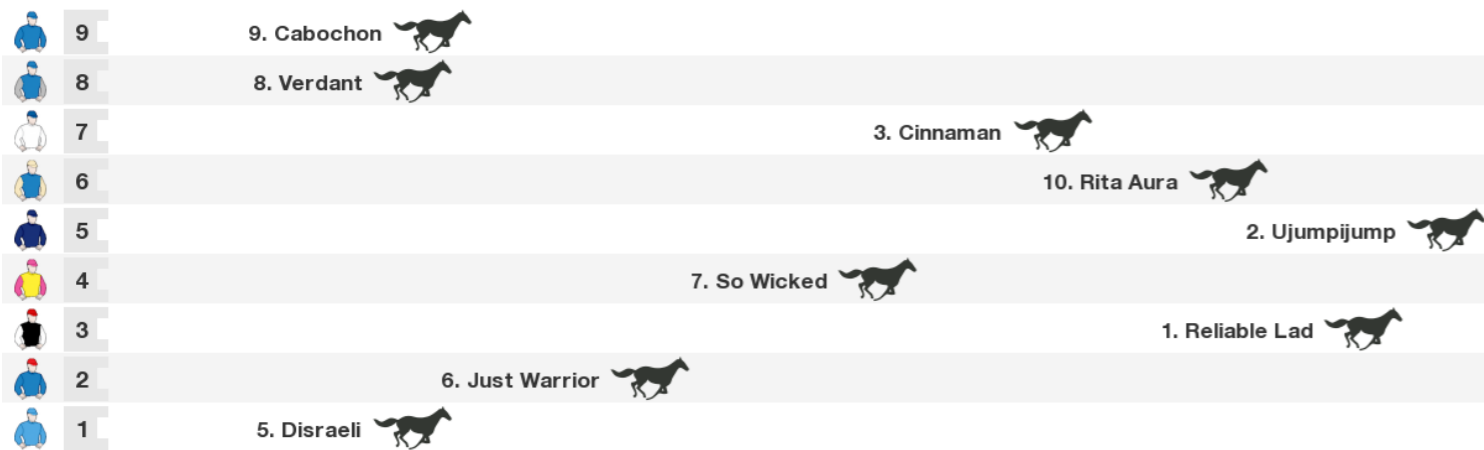 9 9. Cabochon
8 8. Verdant
7 3. Cinnaman
6 10. Rita Aura
5 2. Ujumpijump
4 7. So Wicked
3 1. Reliable Lad
2 6. Just Warrior
1 5. Disraeli